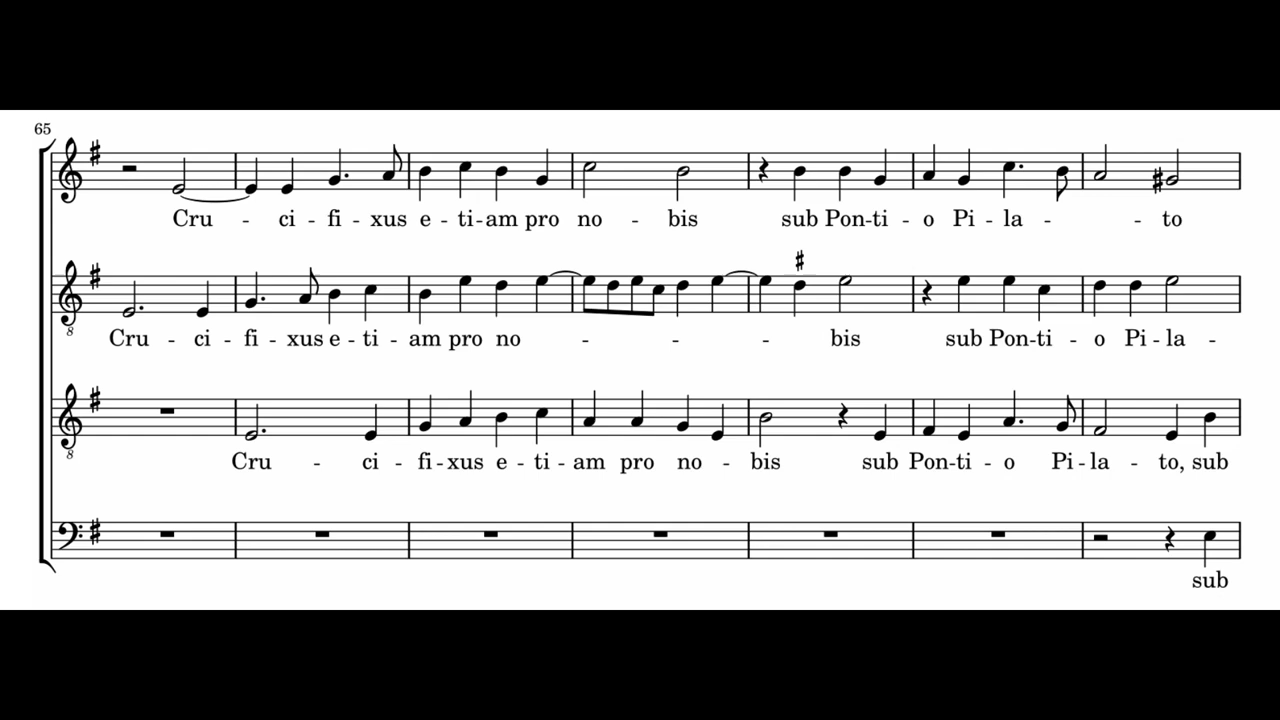 65
Cru - ci - fi - xus e - ti - am pro no - bis sub Pon - ti - o Pi - la - - to
Cru - ci - fi - xus e - ti - am pro no - - - bis sub Pon - ti - o Pi - la -
8
Cru - ci - fi - xus e - ti - am pro no - bis sub Pon - ti - o Pi - la - to, sub
8
sub